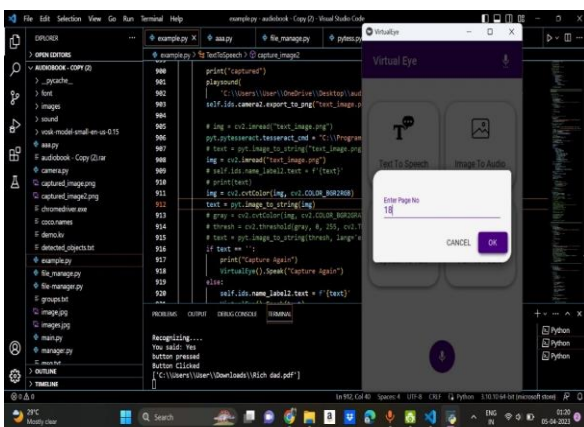 File Edit Selection View Go Run Terminal Help
example.py - audiobook - Copy (2) - Visual Studio Code
EXPLORER
> OPEN EDITORS
AUDIOBOOK - COPY (2)
> _pycache_
> font
> images
> sound
> vosk-model-small-en-us-0.15
aaa.py
audiobook - Copy (2).rar
camera.py
captured_image.png
captured_image2.png
chromedriver.exe
coco.names
demo.kv
detected_objects.txt
example.py
file_manage.py
file-manager.py
groups.txt
image.jpg
images.jpg
main.py
manager.py
> OUTLINE
> TIMELINE
example.py X
aaa.py
file_manage.py
pytess.py
example.py > TextToSpeech > capture_image2
900 print("captured")
901 playsound(
902 'C:\\Users\\User\\OneDrive\\Desktop\\aud
903 self.ids.camera2.export_to_png("text_image.p
904
905 # img = cv2.imread("text_image.png")
906 pyt.pytesseract.tesseract_cmd = "C:\\Program
907 # text = pyt.image_to_string("text_image.png
908 img = cv2.imread("text_image.png")
909 # self.ids.name_label2.text = f'{text}'
910 # print(text)
911 img = cv2.cvtColor(img, cv2.COLOR_BGR2RGB)
912 text = pyt.image_to_string(img)
913 # gray = cv2.cvtColor(img, cv2.COLOR_BGR2GRA
914 # thresh = cv2.threshold(gray, 0, 255, cv2.T
915 # text = pyt.image_to_string(thresh, lang='e
916 if text == '':
917 print("Capture Again")
918 VirtualEye().Speak("Capture Again")
919 else:
920 self.ids.name_label2.text = f'{text}'
PROBLEMS OUTPUT DEBUG CONSOLE TERMINAL
Recognizing....
You said: Yes
button pressed
Button Clicked
['C:\\Users\\User\\Downloads\\Rich dad.pdf']
Python
Python
Python
VirtualEye
Virtual Eye
Text To Speech
Image To Audio
Enter Page No
18
CANCEL
OK
Ln 912, Col 40 Spaces: 4 UTF-8 CRLF Python 3.10.10 64-bit (microsoft store)
29°C
Mostly clear
Search
ENG
IN
01:20
05-04-2023